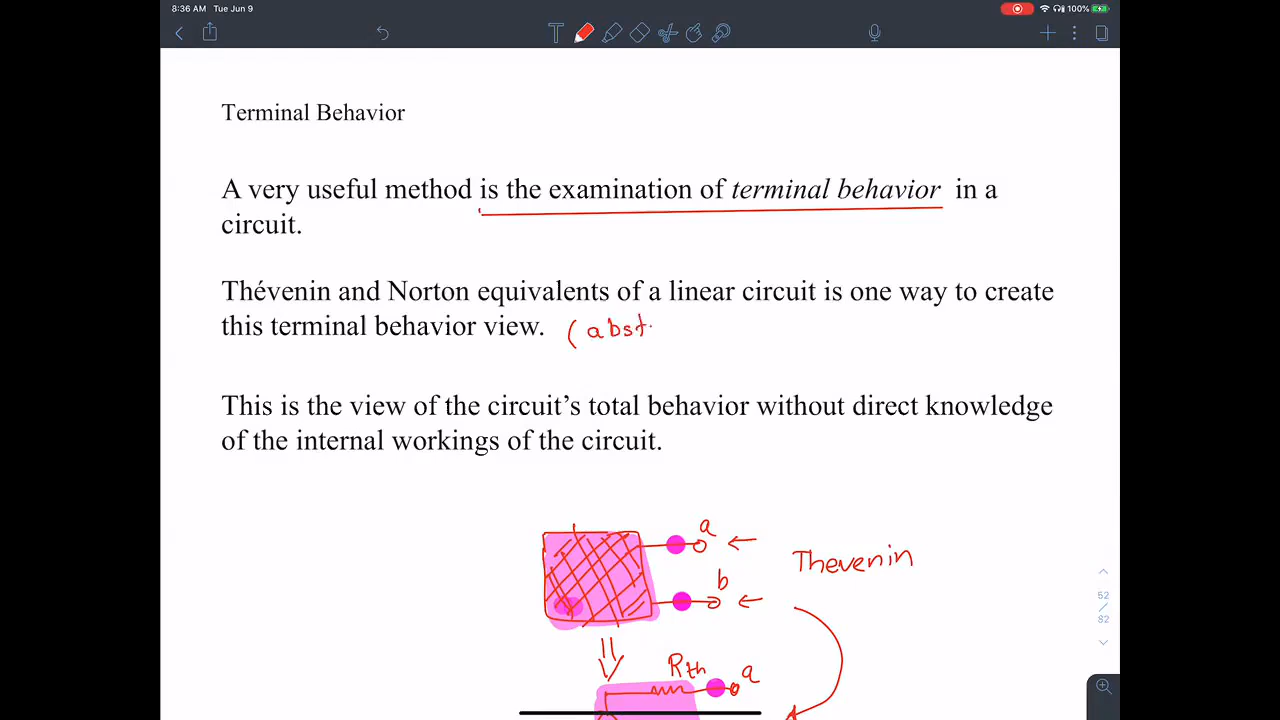 8:36 AM Tue Jun 9
100%
T
Terminal Behavior
A very useful method is the examination of terminal behavior in a
circuit.
Thévenin and Norton equivalents of a linear circuit is one way to create
this terminal behavior view. (abst
This is the view of the circuit's total behavior without direct knowledge
of the internal workings of the circuit.
a
Thevenin
b
52
/
82
Rth a